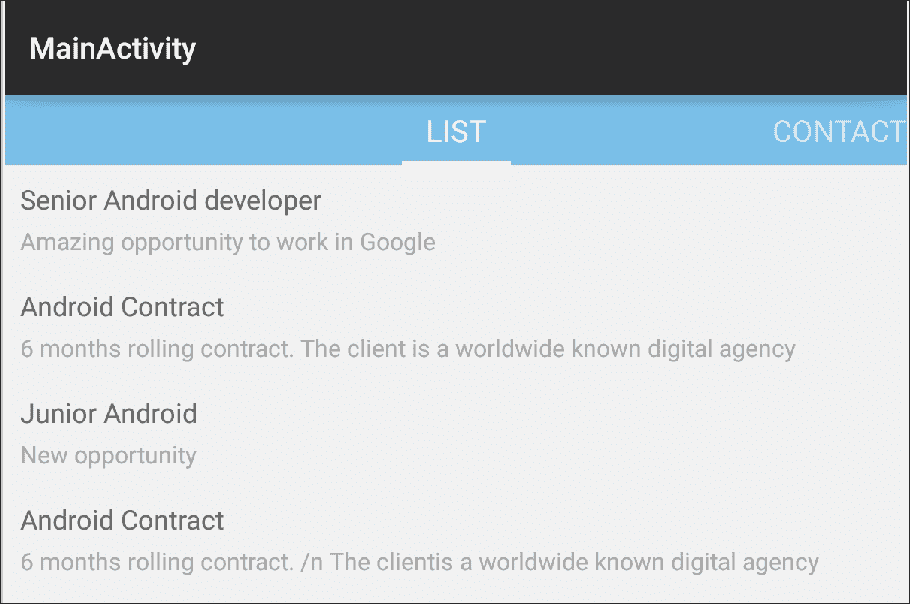 MainActivity
LIST CONTACT
Senior Android developer
Amazing opportunity to work in Google
Android Contract
6 months rolling contract. The client is a worldwide known digital agency
Junior Android
New opportunity
Android Contract
6 months rolling contract. /n The clientis a worldwide known digital agency